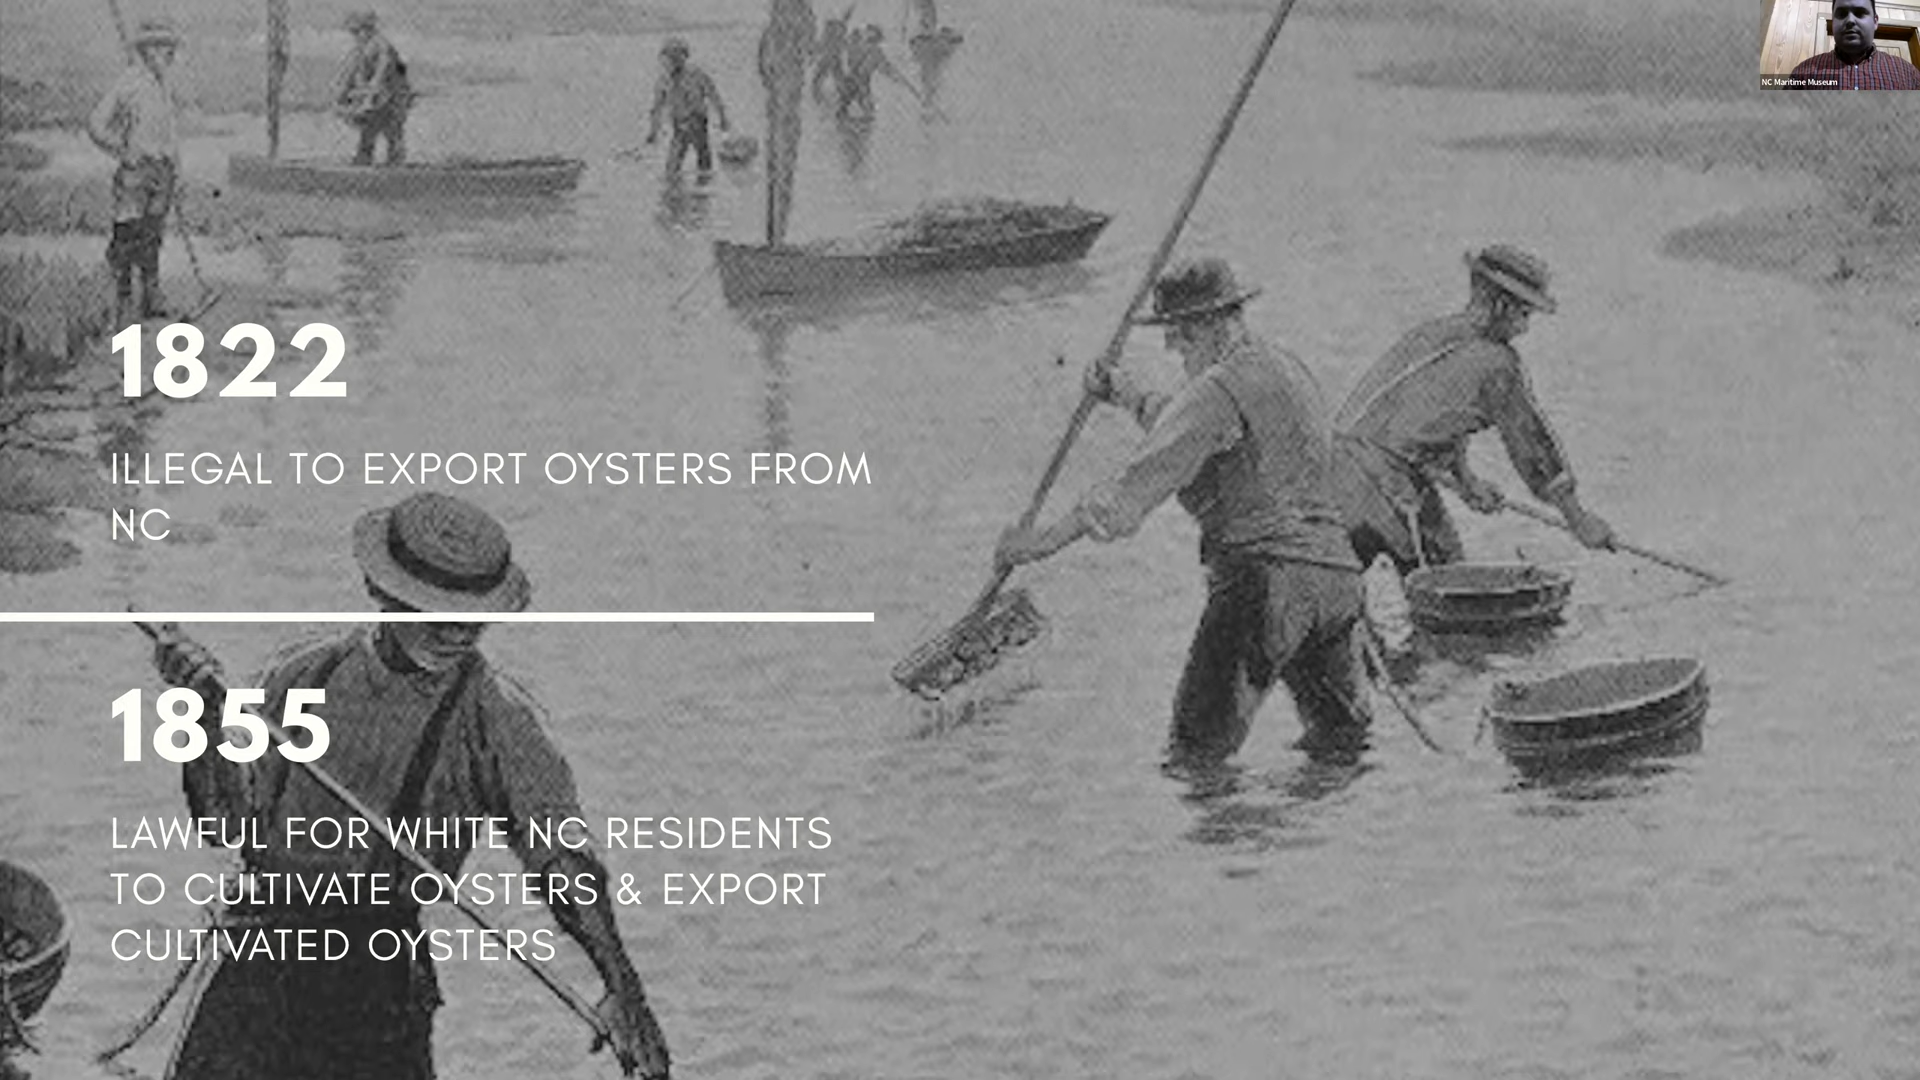 NC Maritime Museum
1822
ILLEGAL TO EXPORT OYSTERS FROM
NC
1855
LAWFUL FOR WHITE NC RESIDENTS
TO CULTIVATE OYSTERS & EXPORT
CULTIVATED OYSTERS